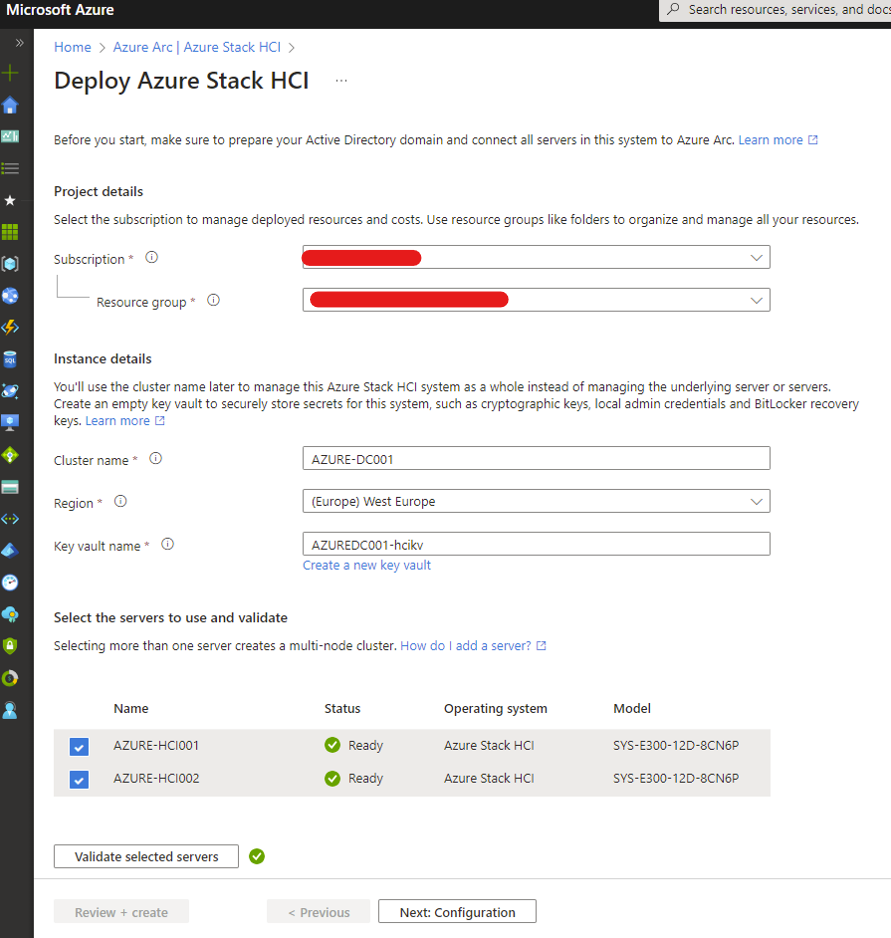 Microsoft Azure
Search resources, services, and docs
Home > Azure Arc | Azure Stack HCI >
Deploy Azure Stack HCI ...
Before you start, make sure to prepare your Active Directory domain and connect all servers in this system to Azure Arc. Learn more
Project details
Select the subscription to manage deployed resources and costs. Use resource groups like folders to organize and manage all your resources.
Subscription *
Resource group *
Instance details
You'll use the cluster name later to manage this Azure Stack HCI system as a whole instead of managing the underlying server or servers.
Create an empty key vault to securely store secrets for this system, such as cryptographic keys, local admin credentials and BitLocker recovery
keys. Learn more
Cluster name * AZURE-DC001
Region * (Europe) West Europe
Key vault name * AZUREDC001-hcikv
Create a new key vault
Select the servers to use and validate
Selecting more than one server creates a multi-node cluster. How do I add a server?
Name Status Operating system Model
AZURE-HCI001 Ready Azure Stack HCI SYS-E300-12D-8CN6P
AZURE-HCI002 Ready Azure Stack HCI SYS-E300-12D-8CN6P
Validate selected servers
Review + create < Previous Next: Configuration